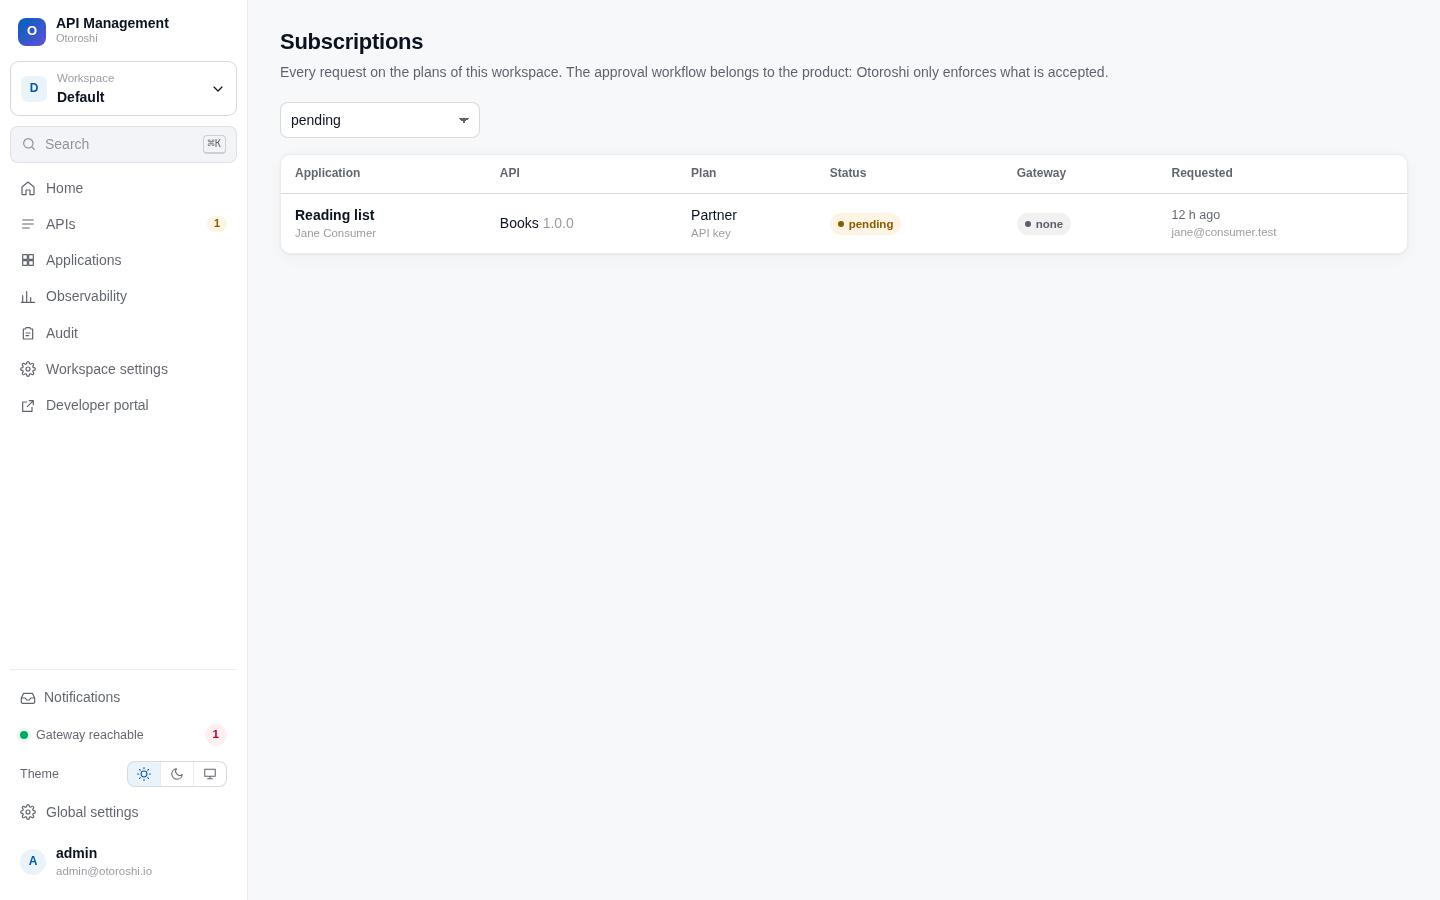 O
API Management
Otoroshi
D
Workspace
Default
Search
⌘K
Home
APIs 1
Applications
Observability
Audit
Workspace settings
Developer portal
Notifications
Gateway reachable 1
Theme
Global settings
A
admin
admin@otoroshi.io
Subscriptions
Every request on the plans of this workspace. The approval workflow belongs to the product: Otoroshi only enforces what is accepted.
pending
Application API Plan Status Gateway Requested
Reading list
Jane Consumer
Books 1.0.0
Partner
API key
pending
none
12 h ago
jane@consumer.test